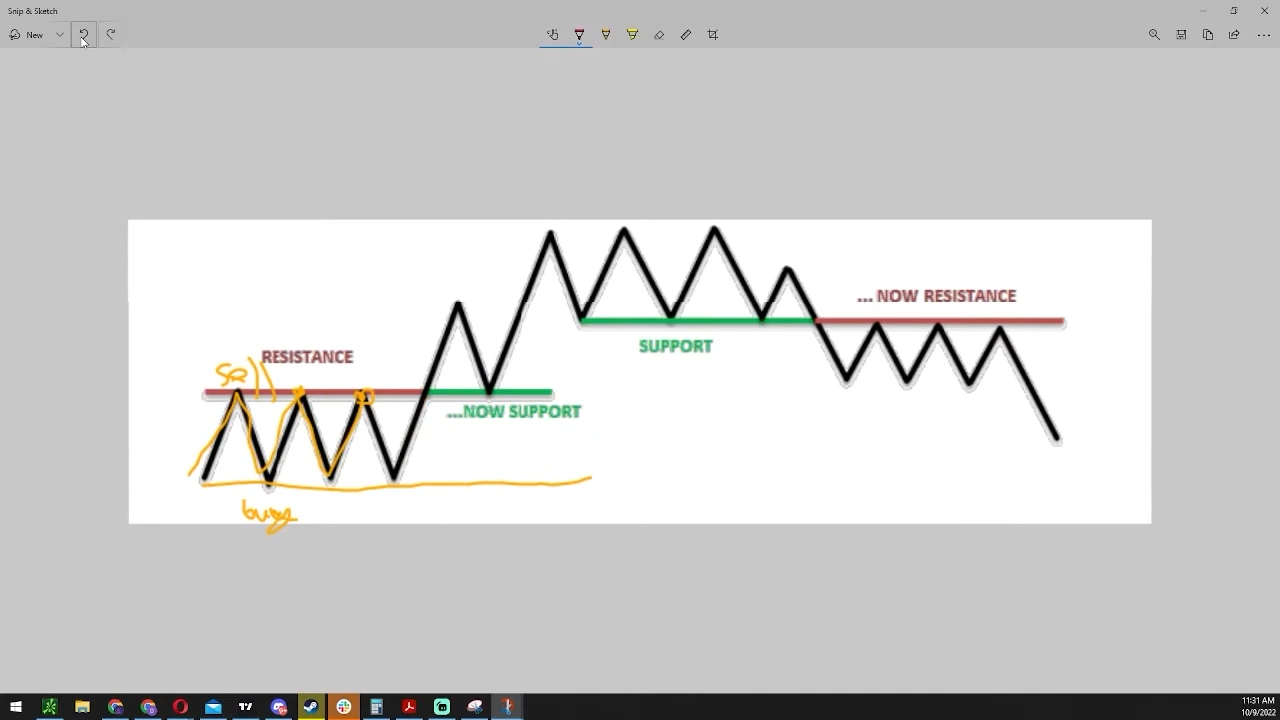 Snip & Sketch
New
... NOW RESISTANCE
SUPPORT
RESISTANCE
Sell
...NOW SUPPORT
buy
11:31 AM
10/9/2022